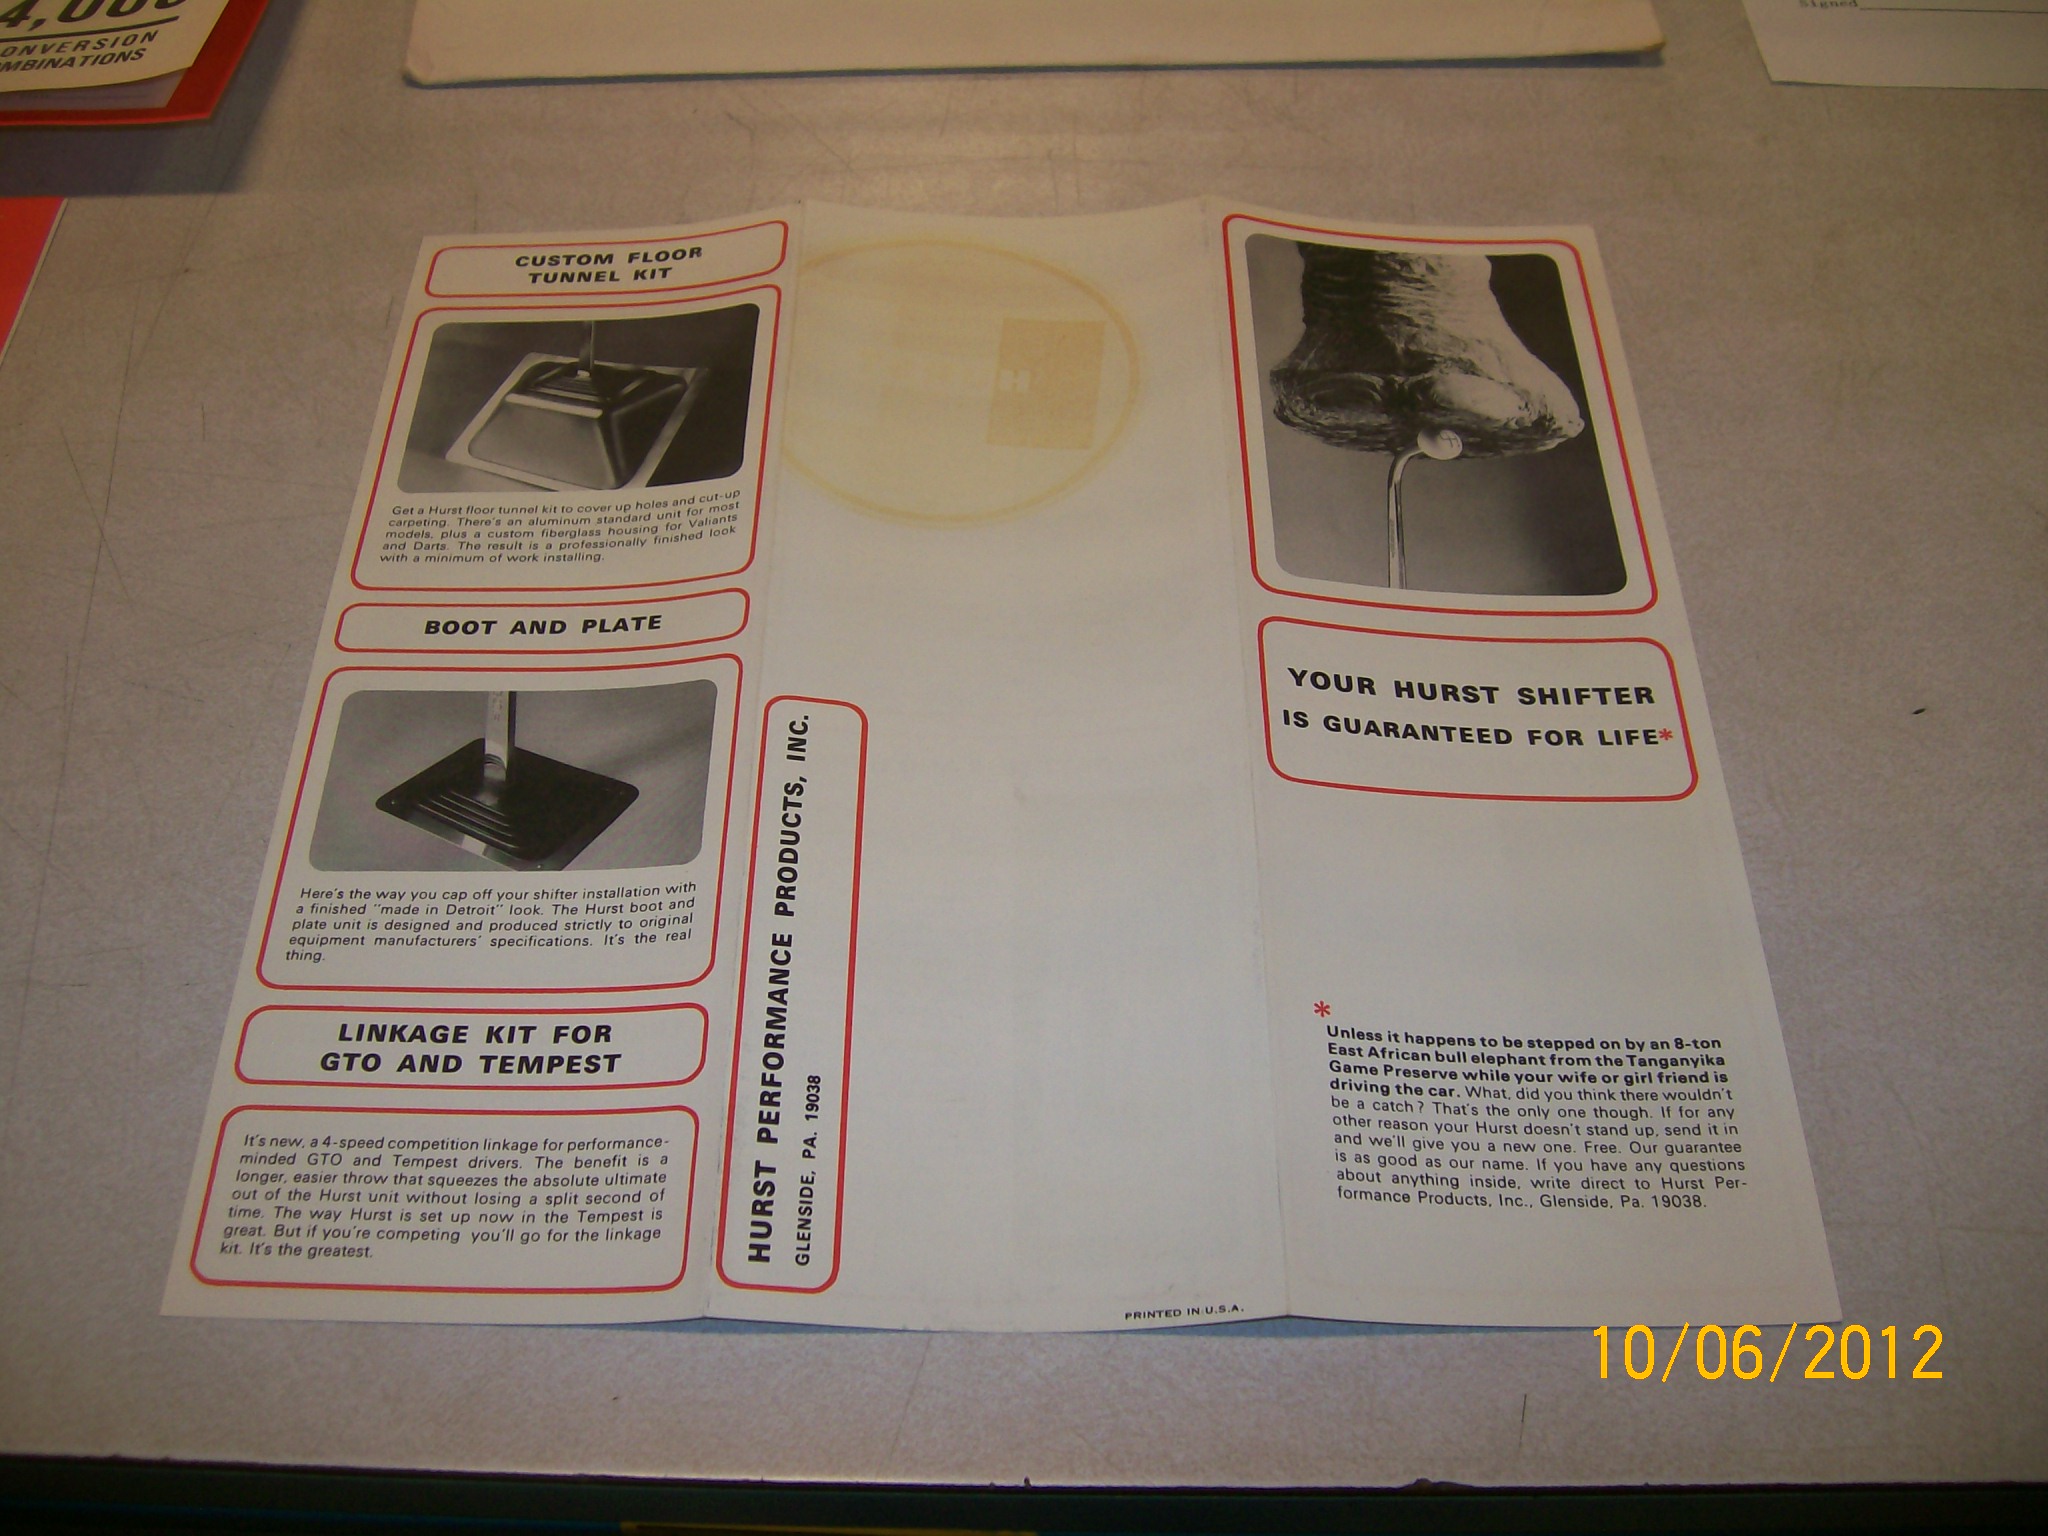 4,000
CONVERSION
COMBINATIONS
Signed
CUSTOM FLOOR
TUNNEL KIT
Get a Hurst floor tunnel kit to cover up holes and cut-up
carpeting. There's an aluminum standard unit for most
models, plus a custom fiberglass housing for Valiants
and Darts. The result is a professionally finished look
with a minimum of work installing.
BOOT AND PLATE
Here's the way you cap off your shifter installation with
a finished "made in Detroit" look. The Hurst boot and
plate unit is designed and produced strictly to original
equipment manufacturers' specifications. It's the real
thing.
LINKAGE KIT FOR
GTO AND TEMPEST
It's new, a 4-speed competition linkage for performance-
minded GTO and Tempest drivers. The benefit is a
longer, easier throw that squeezes the absolute ultimate
out of the Hurst unit without losing a split second of
time. The way Hurst is set up now in the Tempest is
great. But if you're competing you'll go for the linkage
kit. It's the greatest.
HURST PERFORMANCE PRODUCTS, INC.
GLENSIDE, PA. 19038
PRINTED IN U.S.A.
YOUR HURST SHIFTER
IS GUARANTEED FOR LIFE*
*
Unless it happens to be stepped on by an 8-ton
East African bull elephant from the Tanganyika
Game Preserve while your wife or girl friend is
driving the car. What, did you think there wouldn't
be a catch? That's the only one though. If for any
other reason your Hurst doesn't stand up, send it in
and we'll give you a new one. Free. Our guarantee
is as good as our name. If you have any questions
about anything inside, write direct to Hurst Per-
formance Products, Inc., Glenside, Pa. 19038.
10/06/2012